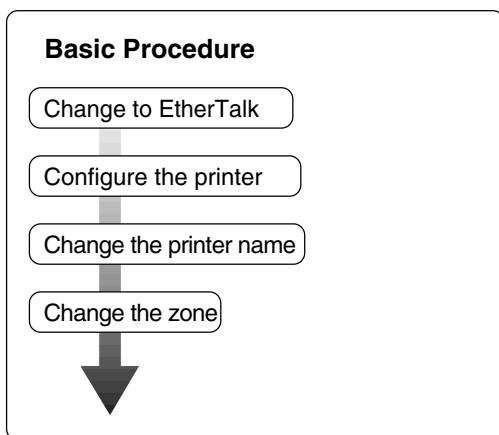 Basic Procedure
Change to EtherTalk
Configure the printer
Change the printer name
Change the zone